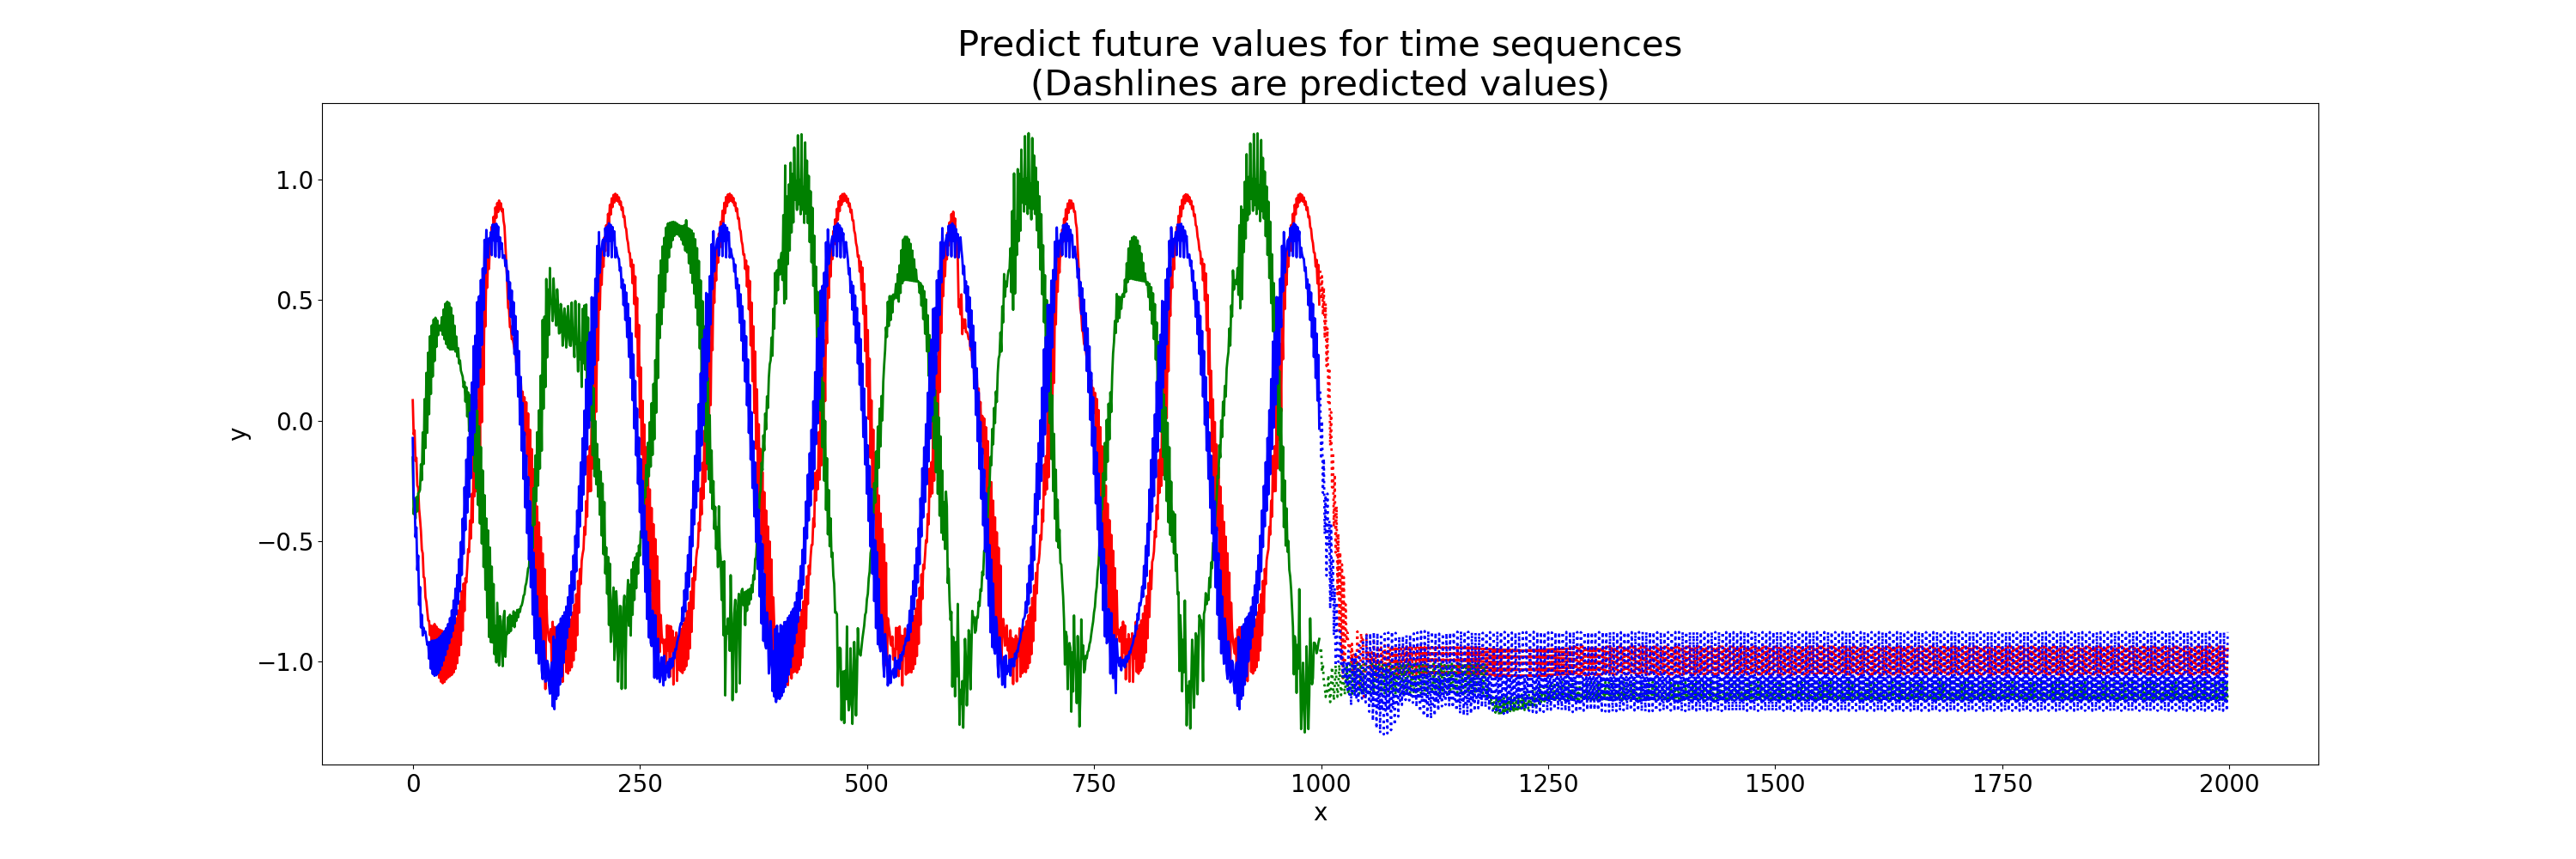 Predict future values for time sequences
(Dashlines are predicted values)
1.0
0.5
0.0
−0.5
−1.0
y
0 250 500 750 1000 1250 1500 1750 2000
x